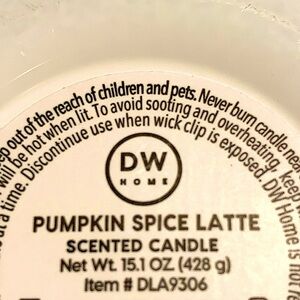 keep out of the reach of children and pets. Never burn candle near
will be hot when lit. To avoid sooting and overheating, keep
at a time. Discontinue use when wick clip is exposed. DW Home is not
DW
HOME
PUMPKIN SPICE LATTE
SCENTED CANDLE
Net Wt. 15.1 OZ (428 g)
Item # DLA9306